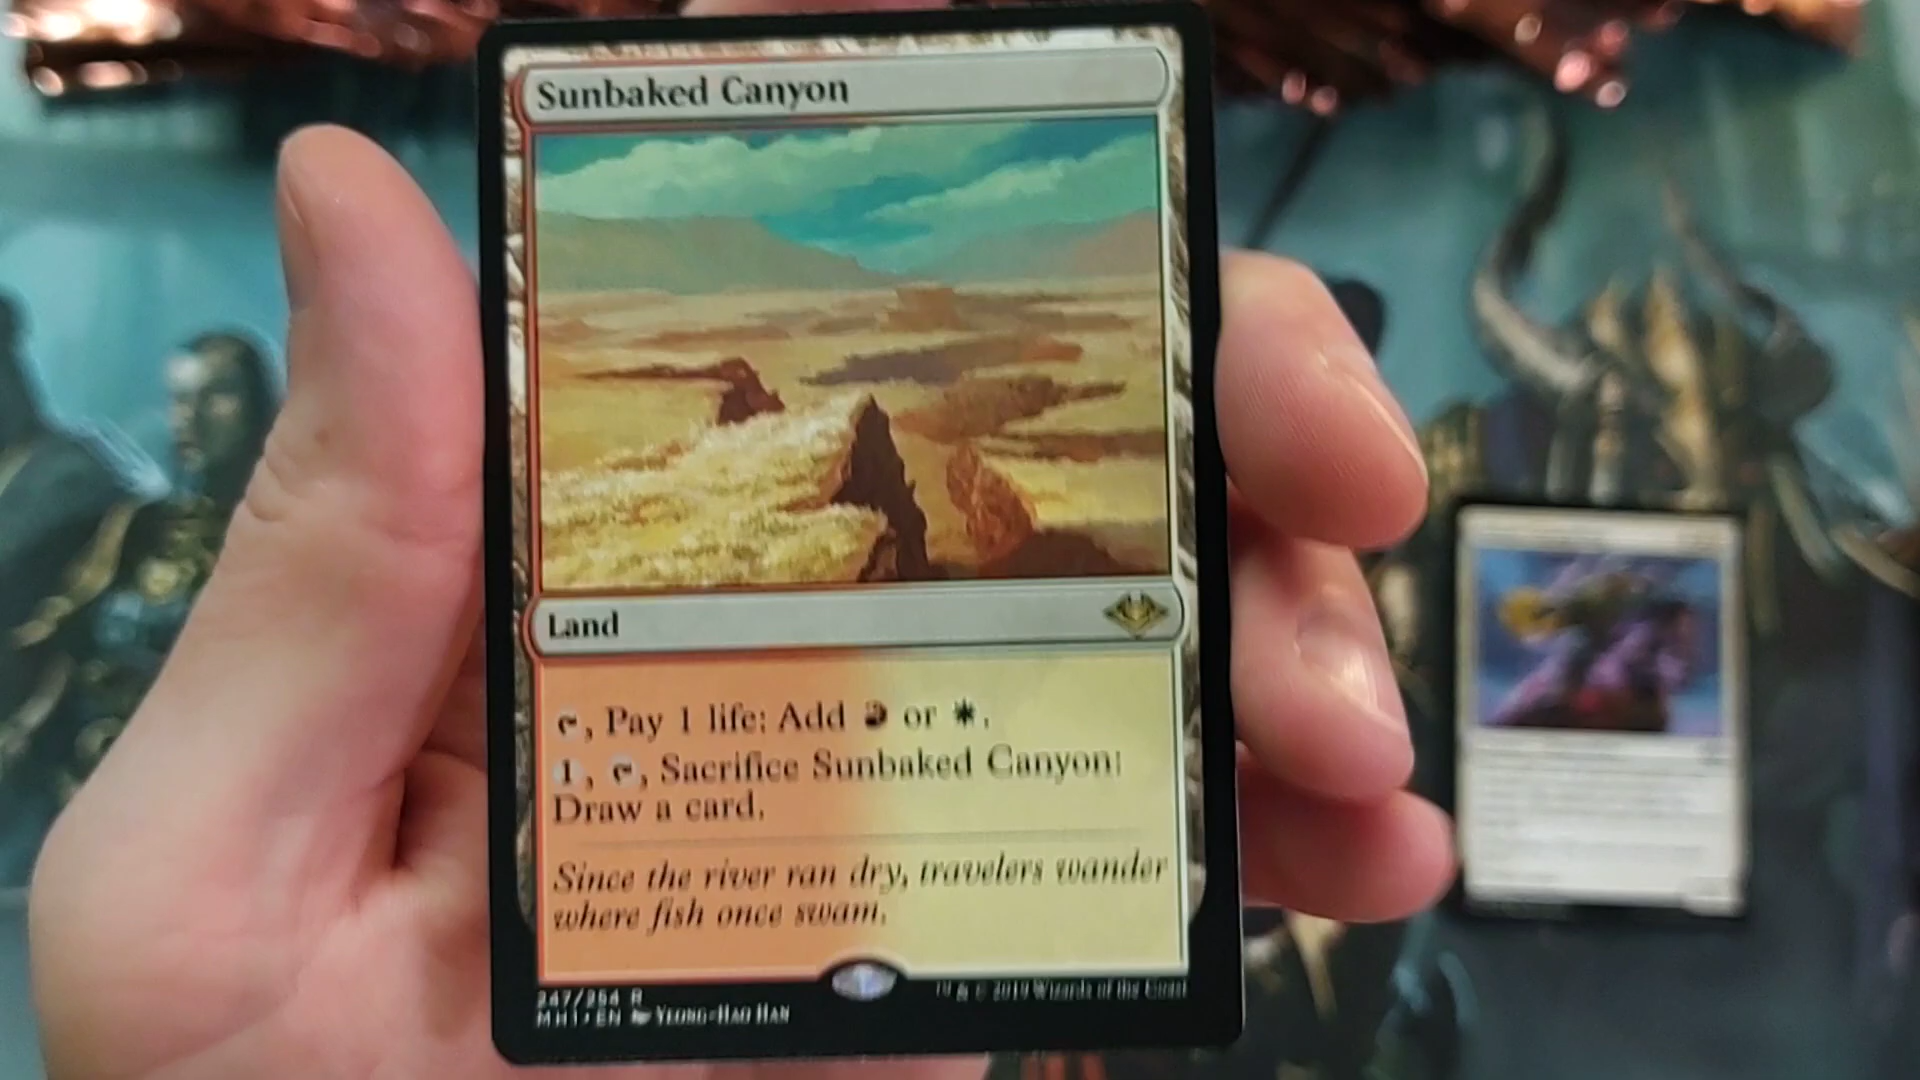 Sunbaked Canyon
Land
, Pay 1 life: Add or .
1, , Sacrifice Sunbaked Canyon:
Draw a card.
Since the river ran dry, travelers wander
where fish once swam.
247/254 R
MH1 • EN Yeong-Hao Han
™ & © 2019 Wizards of the Coast